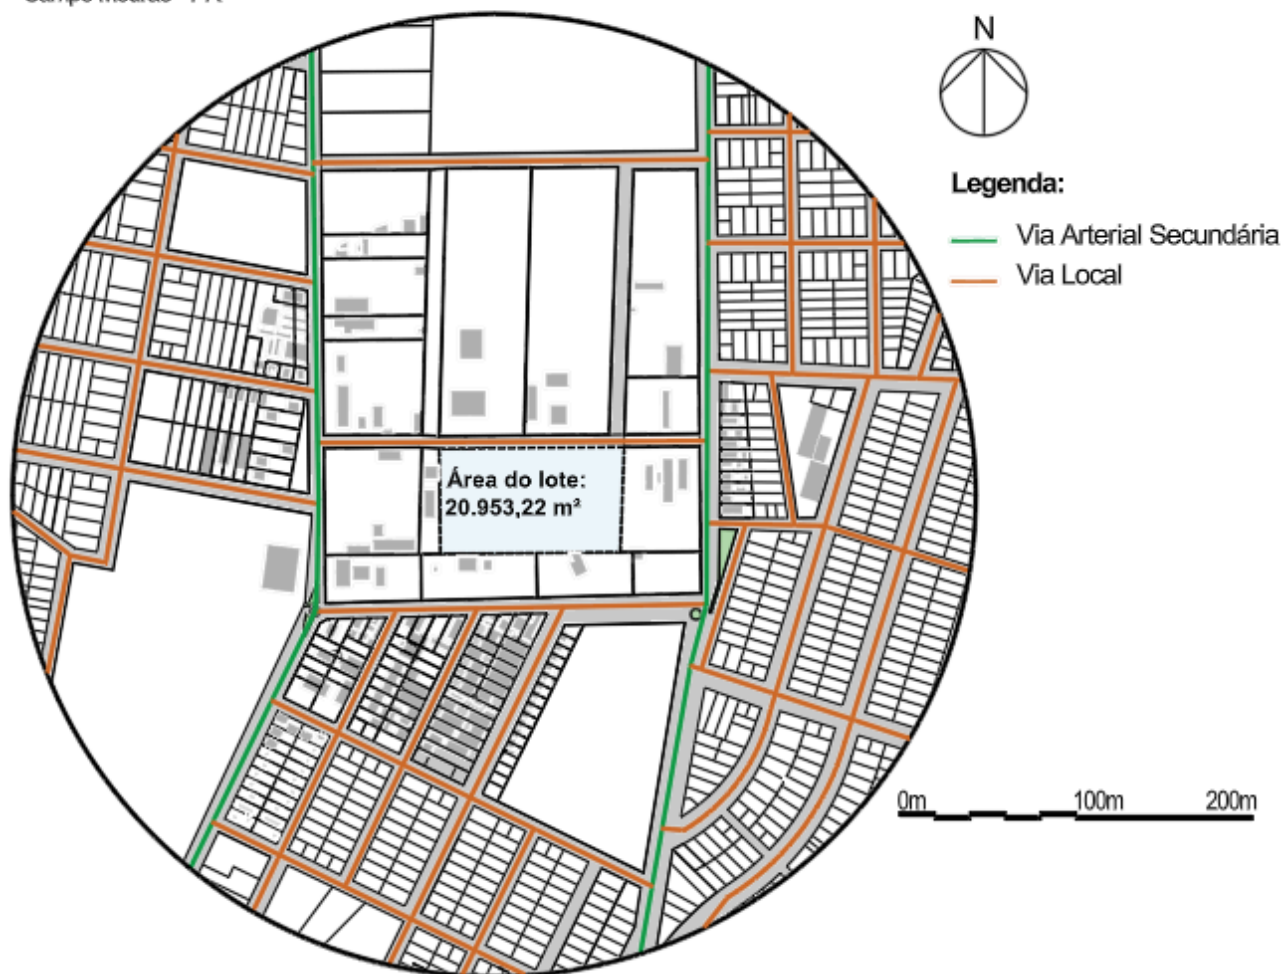 N
Legenda:
Via Arterial Secundária
Via Local
Área do lote:
20.953,22 m²
0m 100m 200m